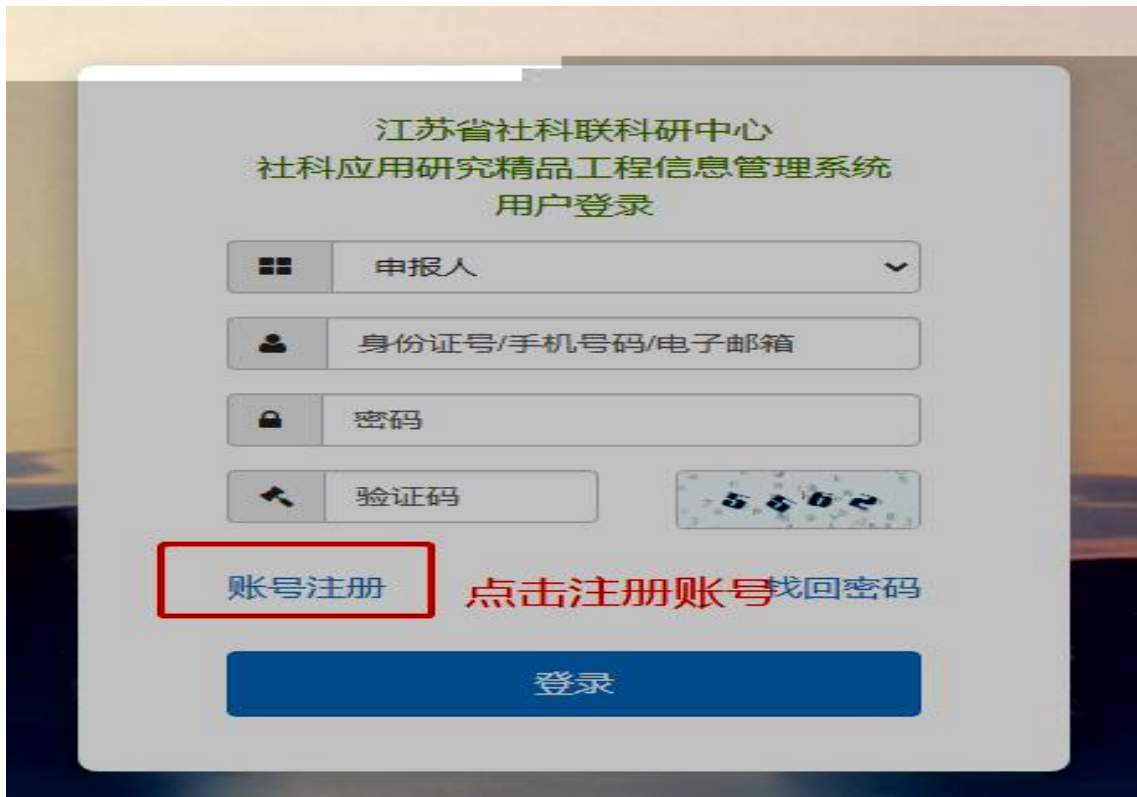 江苏省社科联科研中心
社科应用研究精品工程信息管理系统
用户登录
申报人
身份证号/手机号码/电子邮箱
密码
验证码
5562
账号注册
点击注册账号
找回密码
登录